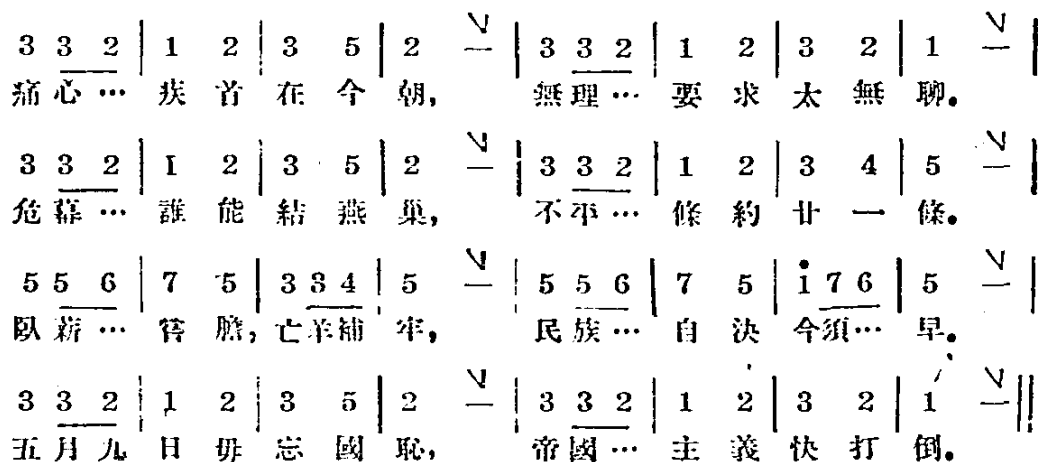 3 3 2 | 1 2 | 3 5 | 2 — | 3 3 2 | 1 2 | 3 2 | 1 — |
痛心… 疾首在今朝, 無理… 要求太無聊。
3 3 2 | 1 2 | 3 5 | 2 — | 3 3 2 | 1 2 | 3 4 | 5 — |
危幕… 誰能結燕巢, 不平… 條約廿一條。
5 5 6 | 7 5 | 3 3 4 | 5 — | 5 5 6 | 7 5 | i 7 6 | 5 — |
臥薪… 嘗膽, 亡羊補牢, 民族… 自決今須… 早。
3 3 2 | 1 2 | 3 5 | 2 — | 3 3 2 | 1 2 | 3 2 | 1 — ||
五月九日毋忘國恥, 帝國… 主義快打倒。